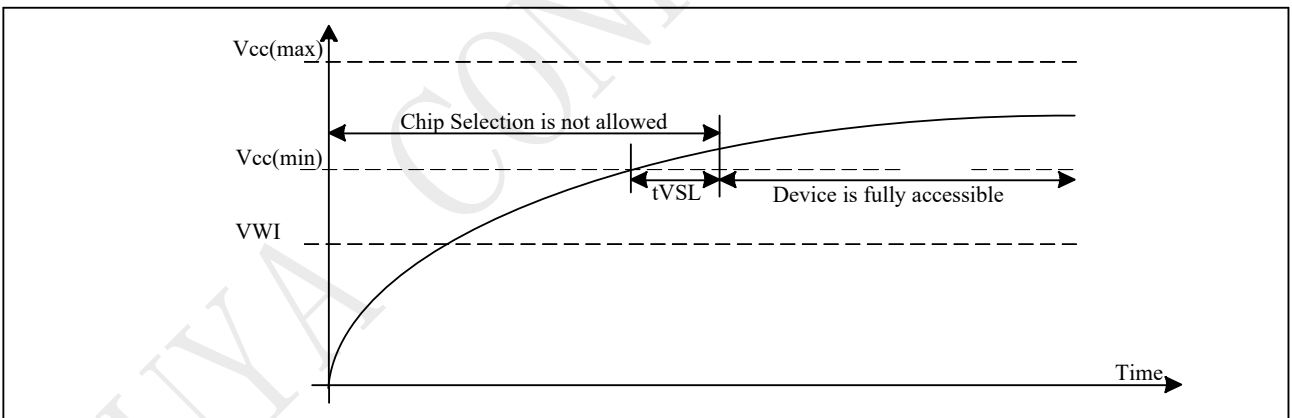 Vcc(max)
Chip Selection is not allowed
Vcc(min)
tVSL
Device is fully accessible
VWI
Time